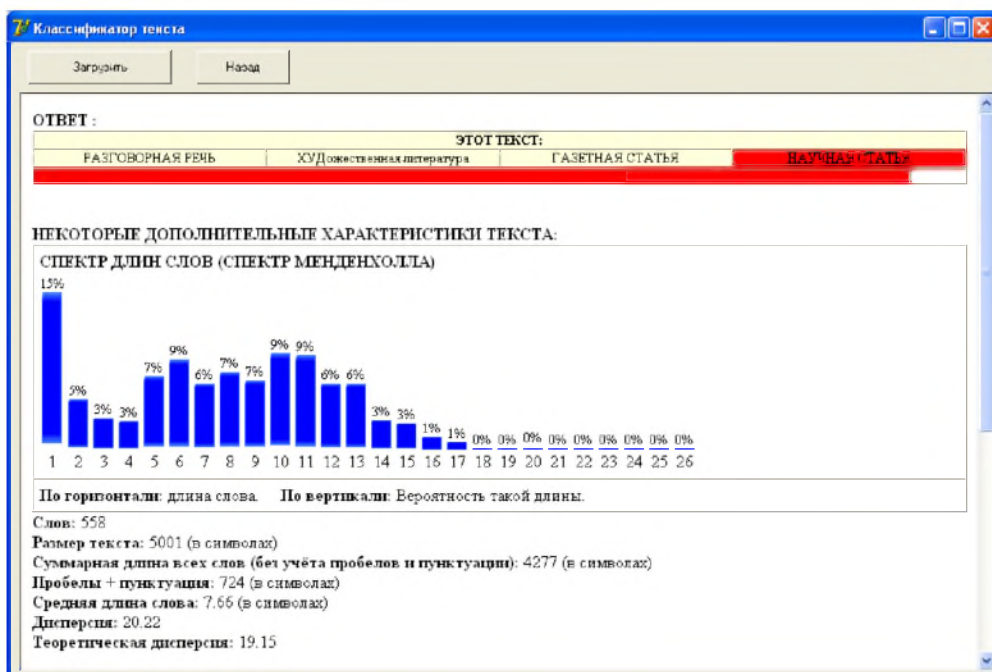 Классификатор текста
Загрузить Назад
ОТВЕТ :
ЭТОТ ТЕКСТ:
РАЗГОВОРНАЯ РЕЧЬ ХУДожественная литература ГАЗЕТНАЯ СТАТЬЯ НАУЧНАЯ СТАТЬЯ
НЕКОТОРЫЕ ДОПОЛНИТЕЛЬНЫЕ ХАРАКТЕРИСТИКИ ТЕКСТА:
СПЕКТР ДЛИН СЛОВ (СПЕКТР МЕНДЕНХОЛЛА)
15% 5% 3% 3% 7% 9% 6% 7% 7% 9% 9% 6% 6% 3% 3% 1% 1% 0% 0% 0% 0% 0% 0% 0% 0% 0%
1 2 3 4 5 6 7 8 9 10 11 12 13 14 15 16 17 18 19 20 21 22 23 24 25 26
По горизонтали: длина слова. По вертикали: Вероятность такой длины.
Слов: 558
Размер текста: 5001 (в символах)
Суммарная длина всех слов (без учёта пробелов и пунктуации): 4277 (в символах)
Пробелы + пунктуация: 724 (в символах)
Средняя длина слова: 7.66 (в символах)
Дисперсия: 20.22
Теоретическая дисперсия: 19.15